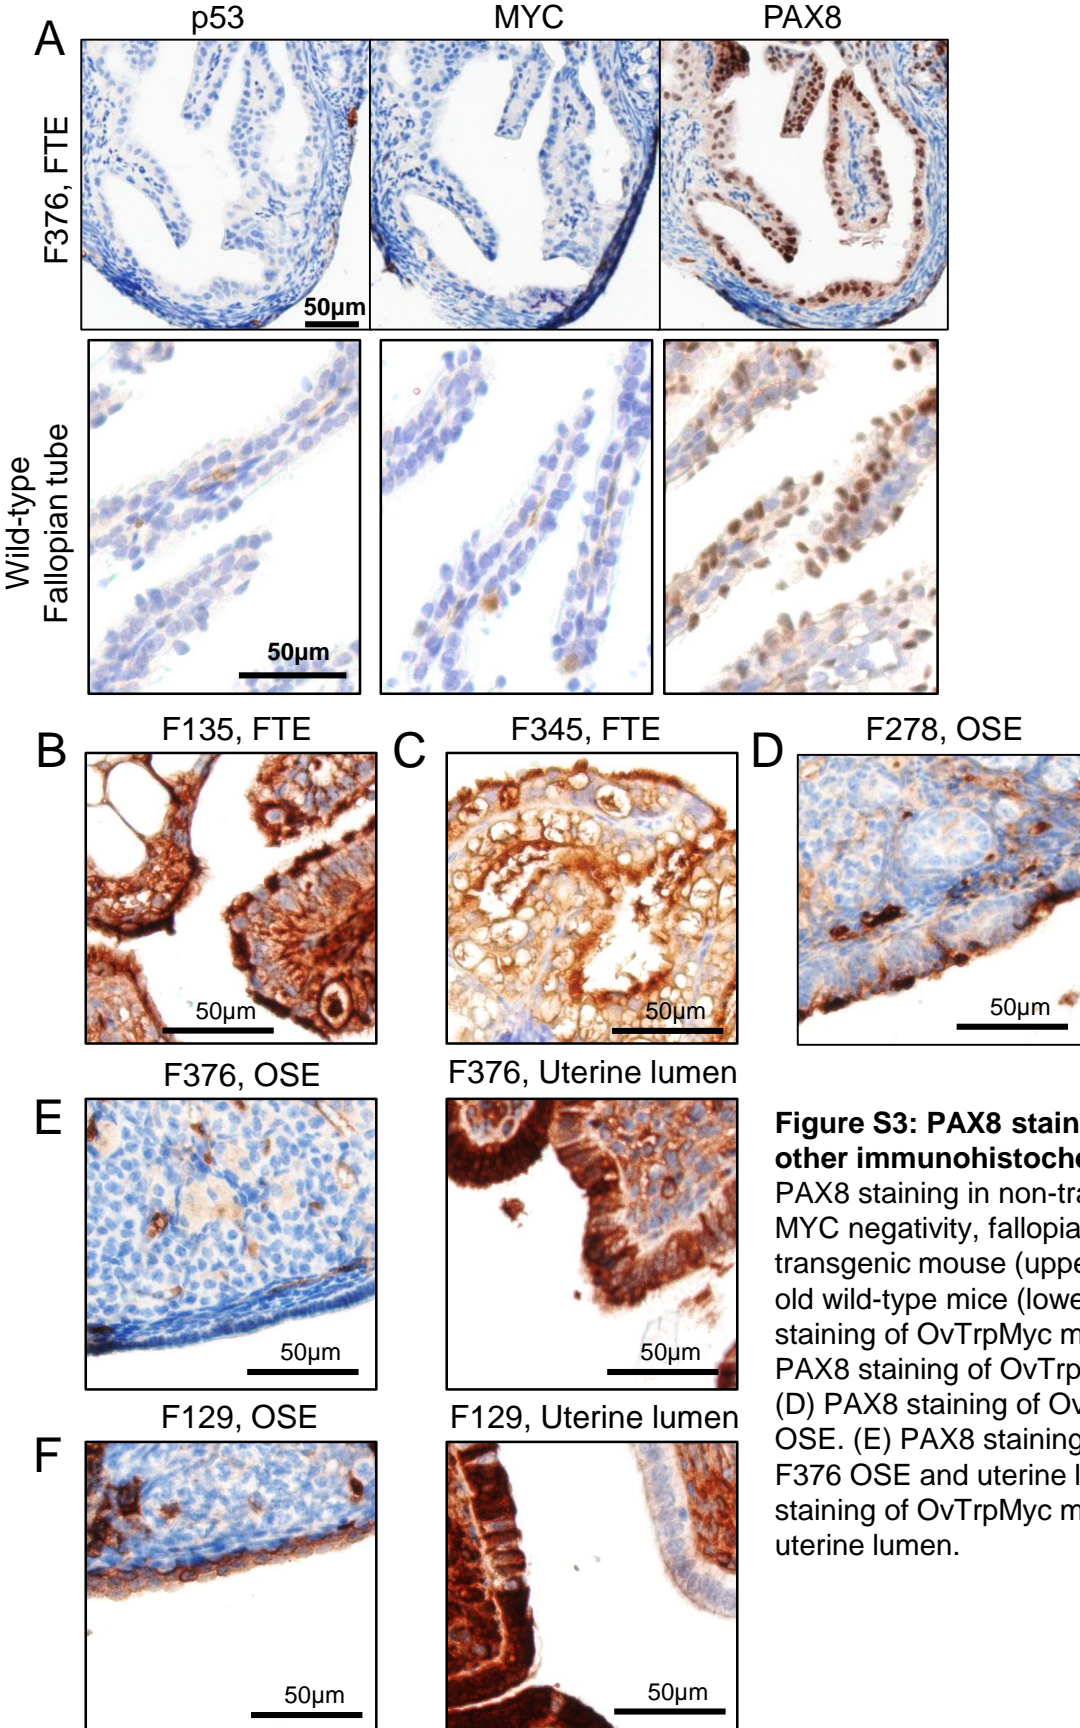 A
p53
MYC
PAX8
F376, FTE
50µm
Wild-type
Fallopian tube
50µm
B
F135, FTE
C
F345, FTE
D
F278, OSE
50µm
50µm
50µm
E
F376, OSE
F376, Uterine lumen
50µm
50µm
F
F129, OSE
F129, Uterine lumen
50µm
50µm
Figure S3: PAX8 stain
other immunohistoche
PAX8 staining in non-tra
MYC negativity, fallopia
transgenic mouse (uppe
old wild-type mice (lowe
staining of OvTrpMyc m
PAX8 staining of OvTrp
(D) PAX8 staining of Ov
OSE. (E) PAX8 staining
F376 OSE and uterine l
staining of OvTrpMyc m
uterine lumen.